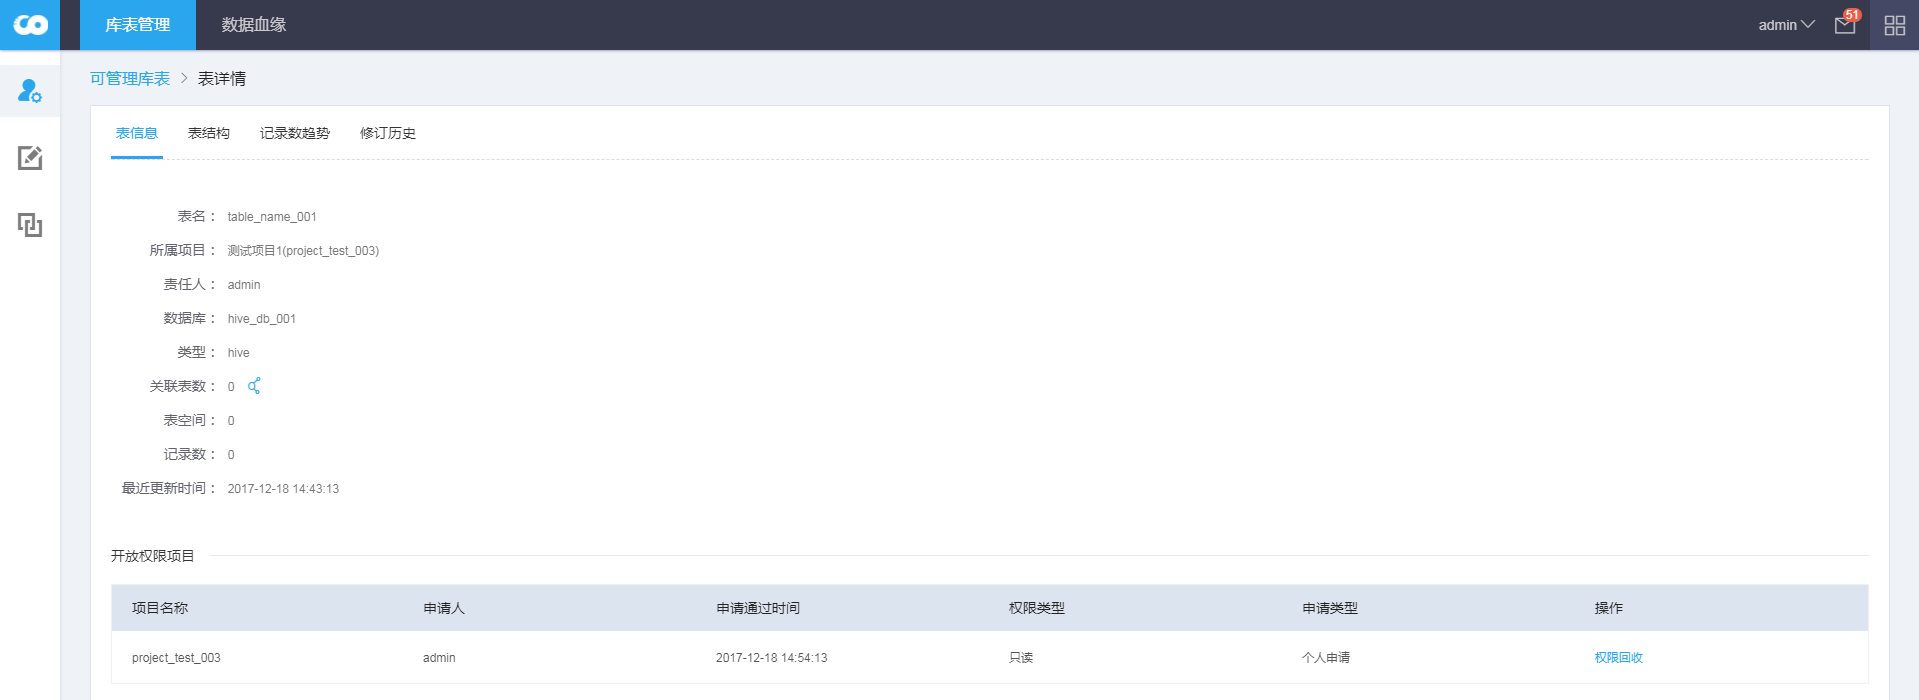 库表管理 数据血缘 admin 51
可管理库表 > 表详情
表信息 表结构 记录数趋势 修订历史
表名： table_name_001
所属项目： 测试项目1(project_test_003)
责任人： admin
数据库： hive_db_001
类型： hive
关联表数： 0
表空间： 0
记录数： 0
最近更新时间： 2017-12-18 14:43:13
开放权限项目
项目名称 申请人 申请通过时间 权限类型 申请类型 操作
project_test_003 admin 2017-12-18 14:54:13 只读 个人申请 权限回收